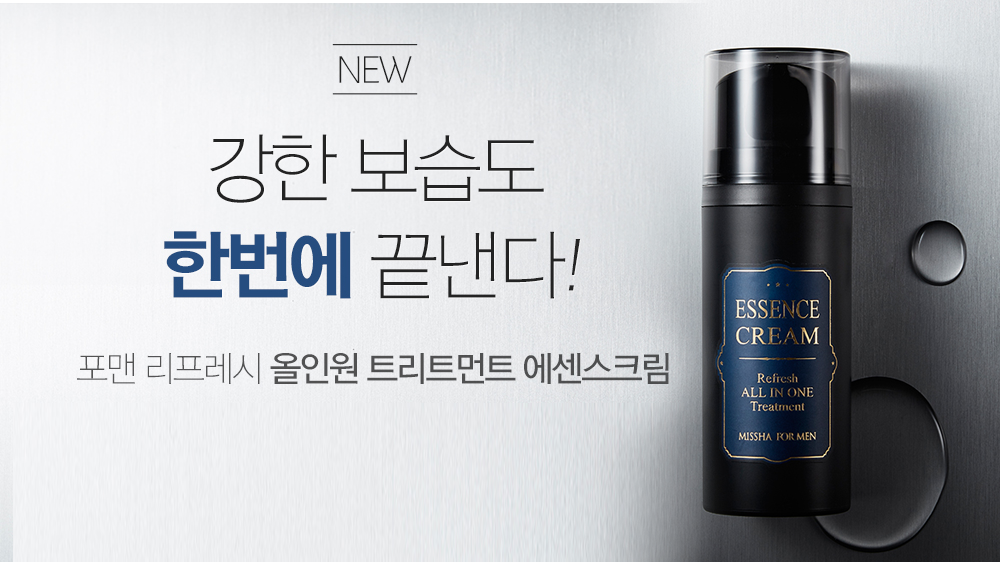 NEW
강한 보습도
한번에 끝낸다!
포맨 리프레시 올인원 트리트먼트 에센스크림
ESSENCE
CREAM
Refresh
ALL IN ONE
Treatment
MISSHA FOR MEN